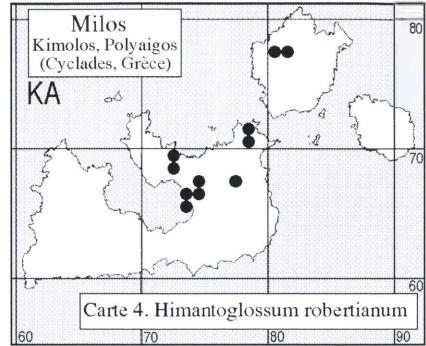 Milos
Kimolos, Polyaigos
(Cyclades, Grèce)
KA
80
70
60
Carte 4. Himantoglossum robertianum
60 70 80 90